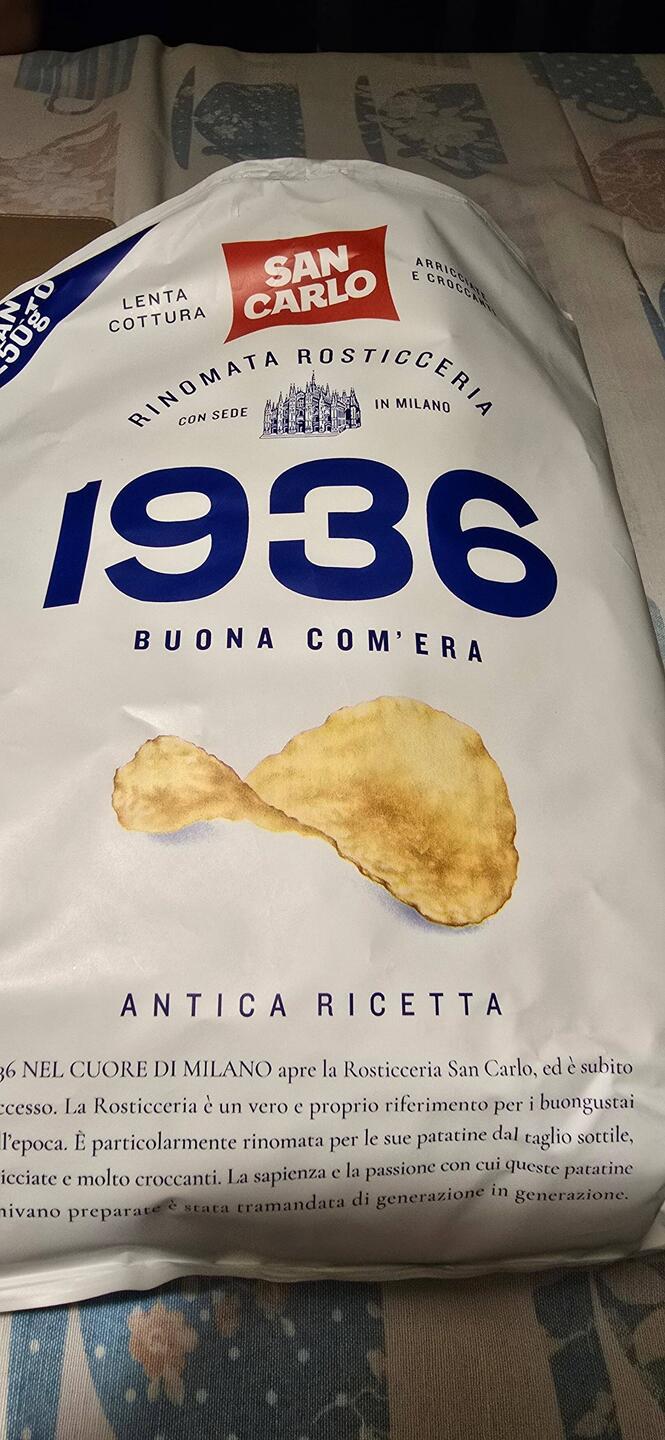 SAN
CARLO
LENTA
COTTURA
E CROCCANTI
RINOMATA ROSTICCERIA
CON SEDE IN MILANO
1936
BUONA COM'ERA
ANTICA RICETTA
36 NEL CUORE DI MILANO apre la Rosticceria San Carlo, ed è subito
ccesso. La Rosticceria è un vero e proprio riferimento per i buongustai
ll'epoca. È particolarmente rinomata per le sue patatine dal taglio sottile,
icciate e molto croccanti. La sapienza e la passione con cui queste patatine
nivano preparate è stata tramandata di generazione in generazione.